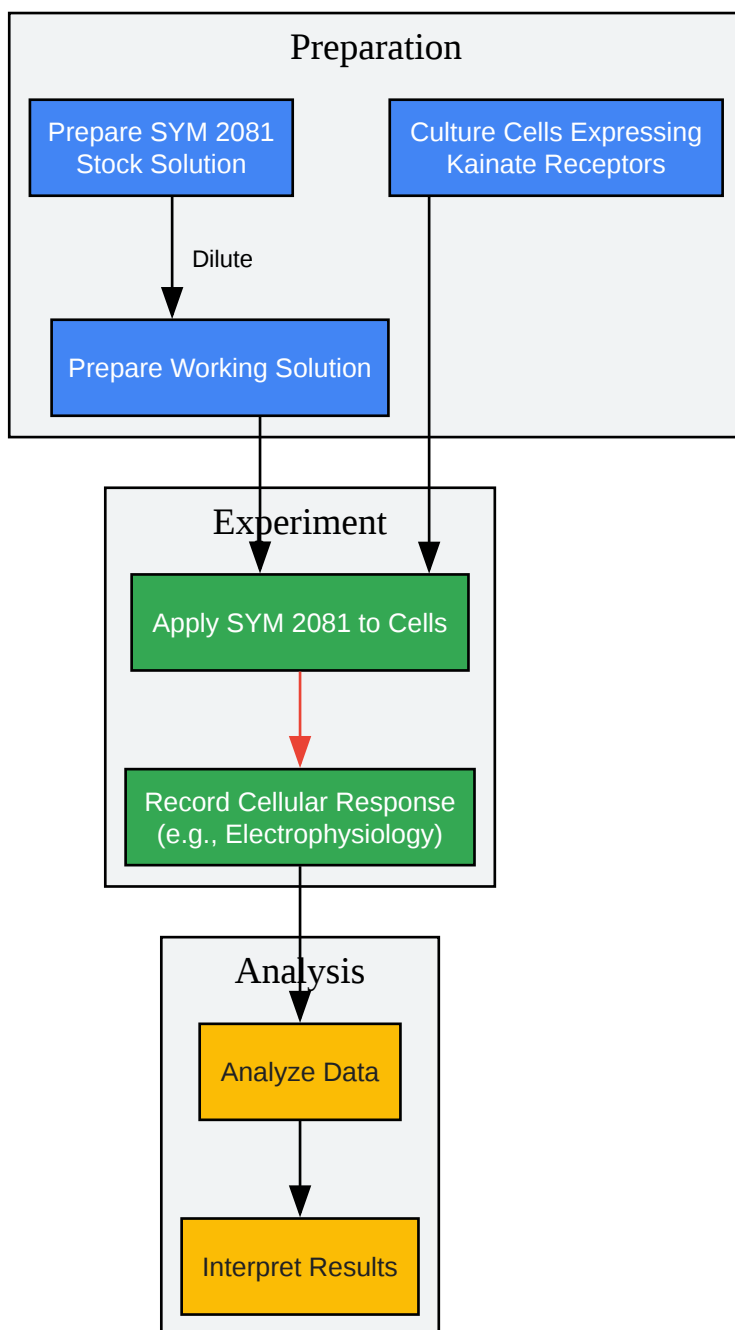 Preparation
Prepare SYM 2081
Stock Solution
Culture Cells Expressing
Kainate Receptors
Dilute
Prepare Working Solution
Experiment
Apply SYM 2081 to Cells
Record Cellular Response
(e.g., Electrophysiology)
Analysis
Analyze Data
Interpret Results